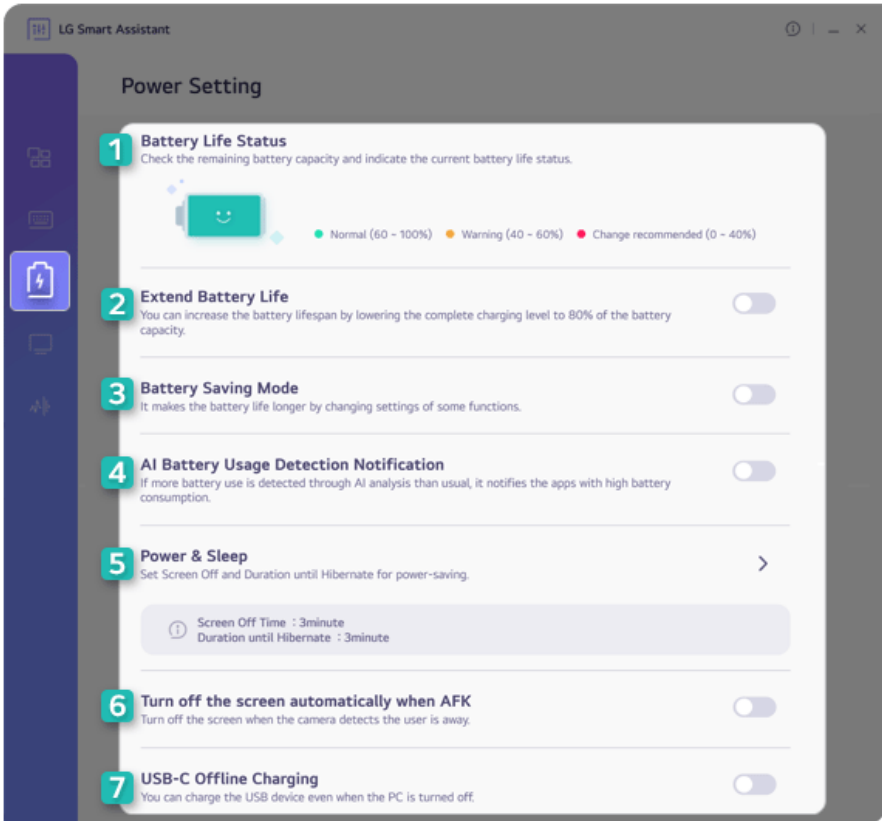 LG Smart Assistant
Power Setting
1
Battery Life Status
Check the remaining battery capacity and indicate the current battery life status.
Normal (60 ~ 100%) Warning (40 ~ 60%) Change recommended (0 ~ 40%)
2
Extend Battery Life
You can increase the battery lifespan by lowering the complete charging level to 80% of the battery
capacity.
3
Battery Saving Mode
It makes the battery life longer by changing settings of some functions.
4
AI Battery Usage Detection Notification
If more battery use is detected through AI analysis than usual, it notifies the apps with high battery
consumption.
5
Power & Sleep
Set Screen Off and Duration until Hibernate for power-saving.
Screen Off Time : 3minute
Duration until Hibernate : 3minute
6
Turn off the screen automatically when AFK
Turn off the screen when the camera detects the user is away.
7
USB-C Offline Charging
You can charge the USB device even when the PC is turned off.